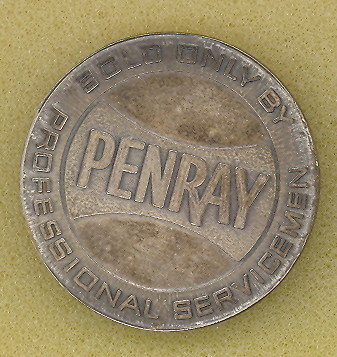 SOLD ONLY BY
PENRAY
PROFESSIONAL SERVICEMEN